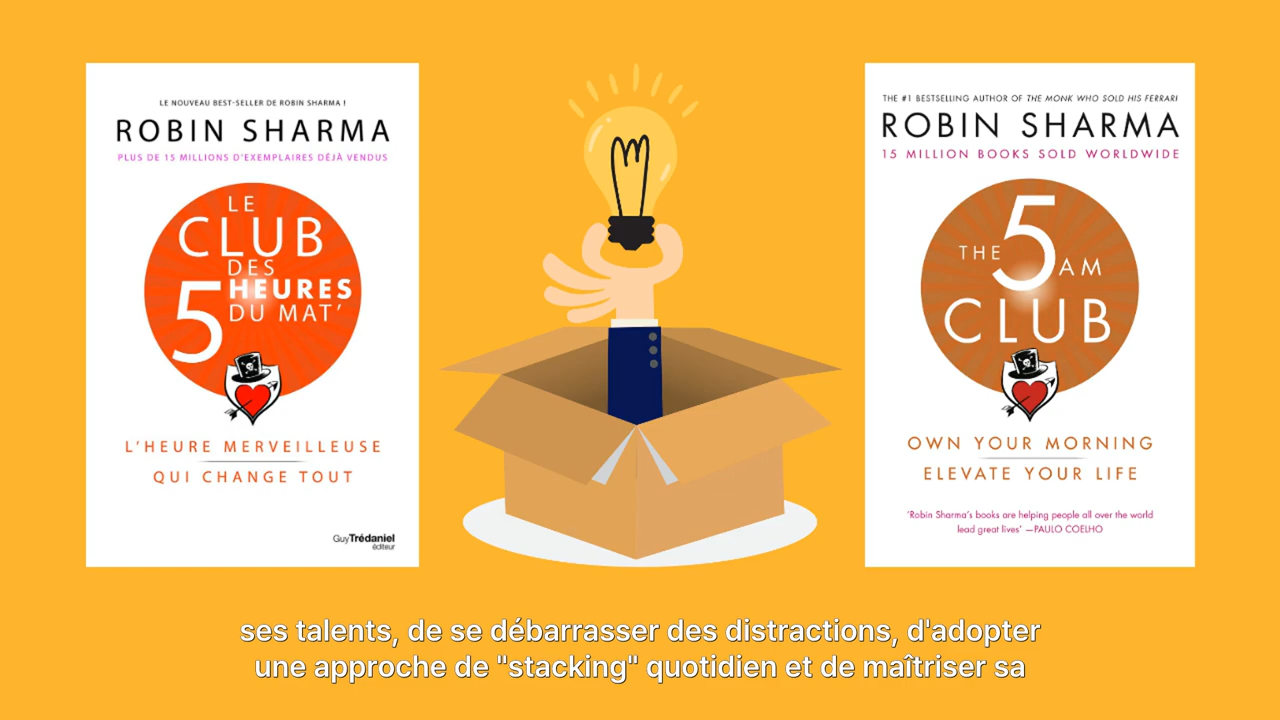 LE NOUVEAU BEST-SELLER DE ROBIN SHARMA !
ROBIN SHARMA
PLUS DE 15 MILLIONS D'EXEMPLAIRES DÉJÀ VENDUS
LE
CLUB
DES
5 HEURES
DU MAT'
L'HEURE MERVEILLEUSE
QUI CHANGE TOUT
Guy Trédaniel
éditeur
THE #1 BESTSELLING AUTHOR OF THE MONK WHO SOLD HIS FERRARI
ROBIN SHARMA
15 MILLION BOOKS SOLD WORLDWIDE
THE 5 AM
CLUB
OWN YOUR MORNING
ELEVATE YOUR LIFE
'Robin Sharma's books are helping people all over the world
lead great lives' —PAULO COELHO
ses talents, de se débarrasser des distractions, d'adopter
une approche de "stacking" quotidien et de maîtriser sa